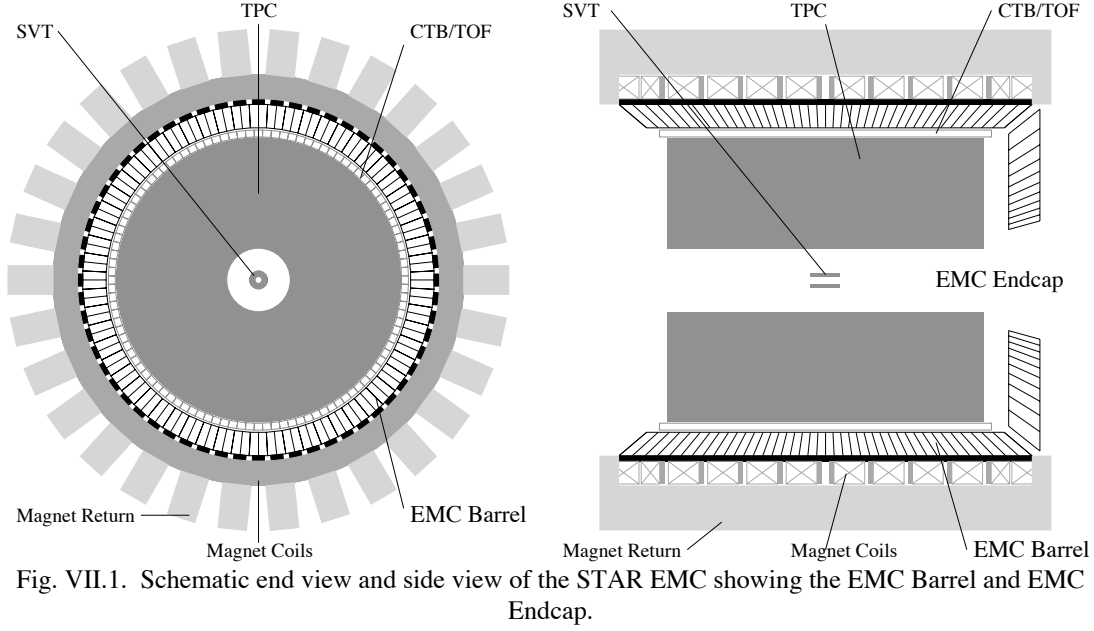 SVT
TPC
CTB/TOF
Magnet Return
Magnet Coils
EMC Barrel
SVT
TPC
CTB/TOF
EMC Endcap
Magnet Return
Magnet Coils
EMC Barrel
Fig. VII.1. Schematic end view and side view of the STAR EMC showing the EMC Barrel and EMC
Endcap.